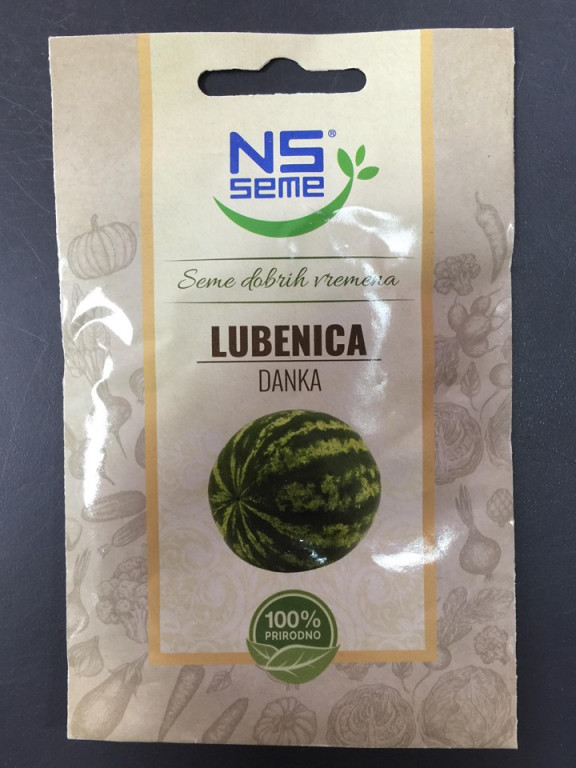 NS®
seme
Seme dobrih vremena
LUBENICA
DANKA
100%
PRIRODNO